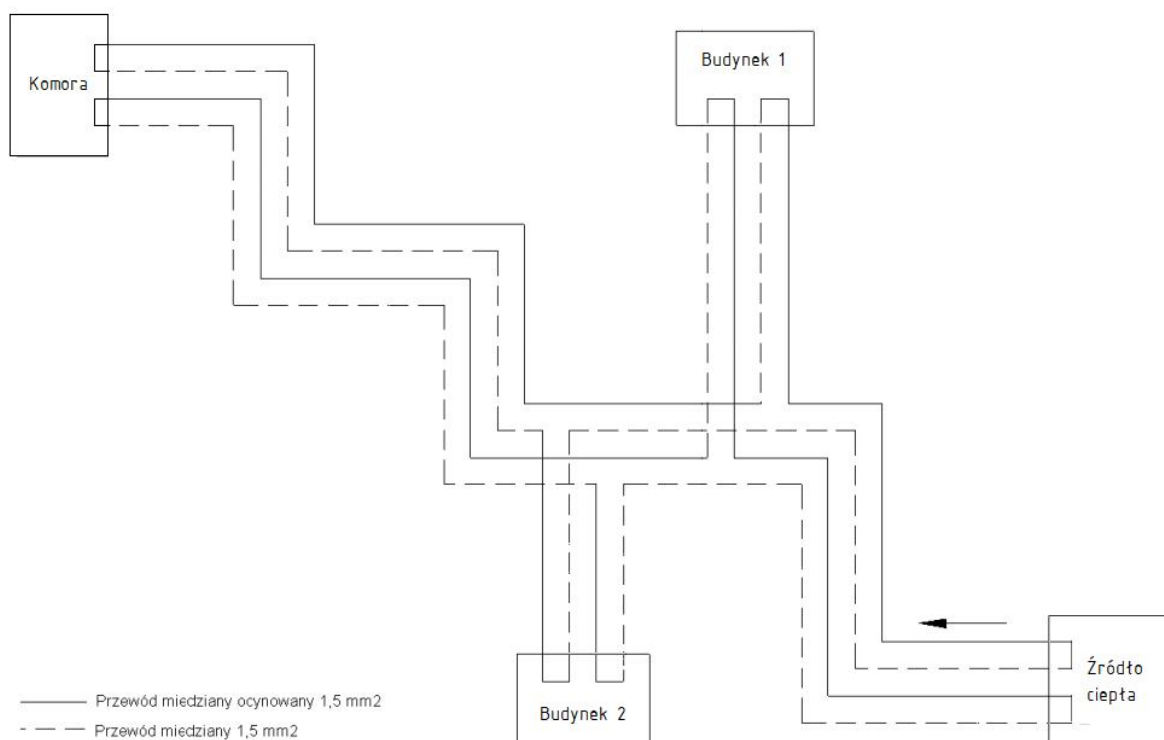 Komora
Budynek 1
Źródło
ciepła
Budynek 2
Przewód miedziany ocynowany 1,5 mm2
Przewód miedziany 1,5 mm2